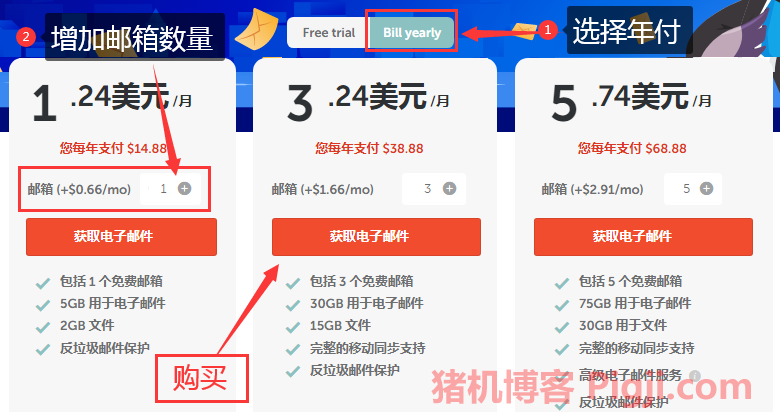 2 增加邮箱数量
Free trial
Bill yearly
1 选择年付
1.24美元 /月
您每年支付 $14.88
邮箱 (+$0.66/mo) 1 +
获取电子邮件
包括 1 个免费邮箱
5GB 用于电子邮件
2GB 文件
反垃圾邮件保护
3.24美元 /月
您每年支付 $38.88
邮箱 (+$1.66/mo) 3 +
获取电子邮件
包括 3 个免费邮箱
30GB 用于电子邮件
15GB 文件
完整的移动同步支持
反垃圾邮件保护
5.74美元 /月
您每年支付 $68.88
邮箱 (+$2.91/mo) 5 +
获取电子邮件
包括 5 个免费邮箱
75GB 用于电子邮件
30GB 用于文件
完整的移动同步支持
高级电子邮件服务 i
反垃圾邮件保护
购买
猪机博客 Pigji.com